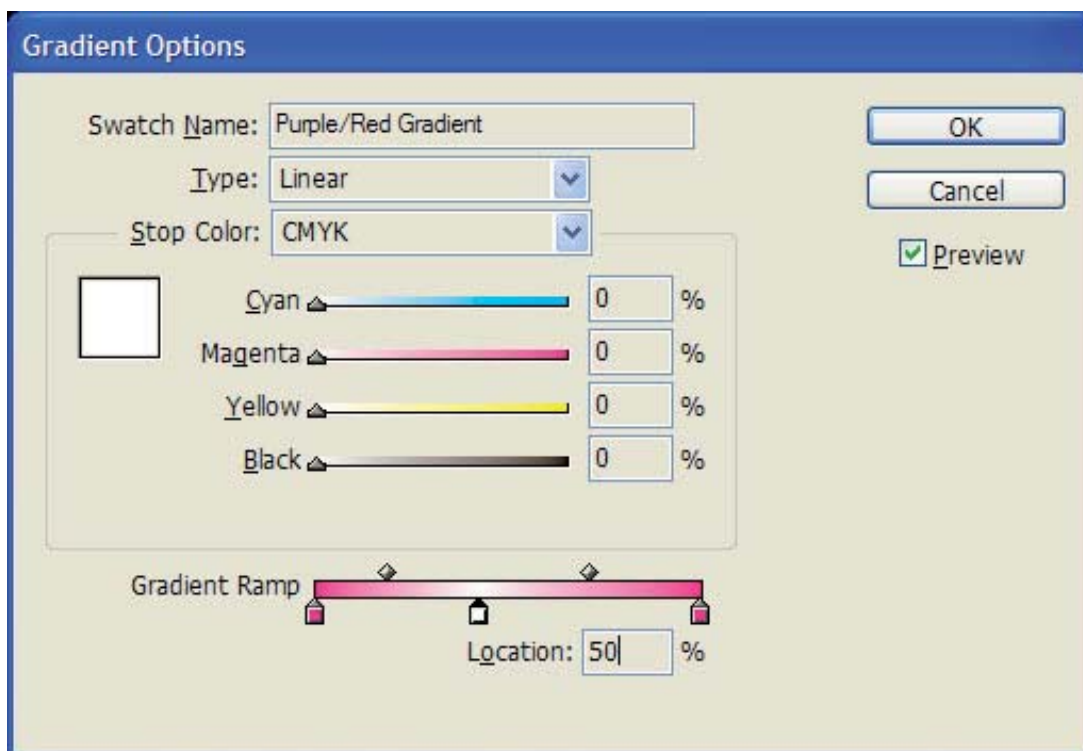 Gradient Options
Swatch Name: Purple/Red Gradient
OK
Type: Linear
Cancel
Stop Color: CMYK
Preview
Cyan 0 %
Magenta 0 %
Yellow 0 %
Black 0 %
Gradient Ramp
Location: 50 %